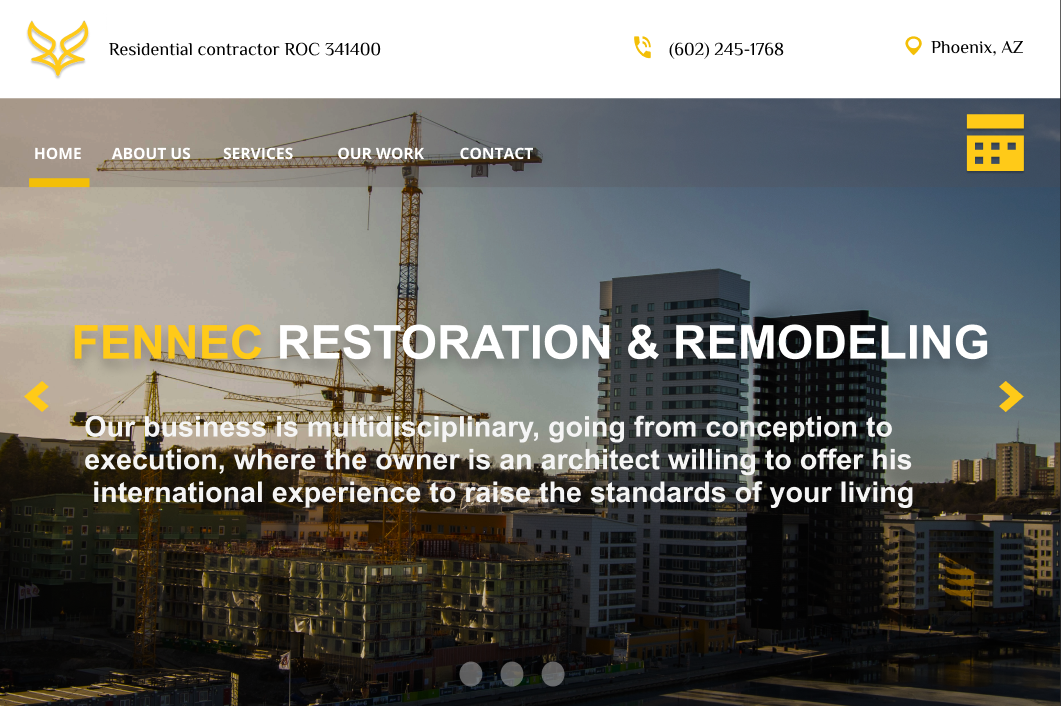 Residential contractor ROC 341400
(602) 245-1768
Phoenix, AZ
HOME ABOUT US SERVICES OUR WORK CONTACT
FENNEC RESTORATION & REMODELING
Our business is multidisciplinary, going from conception to
execution, where the owner is an architect willing to offer his
international experience to raise the standards of your living